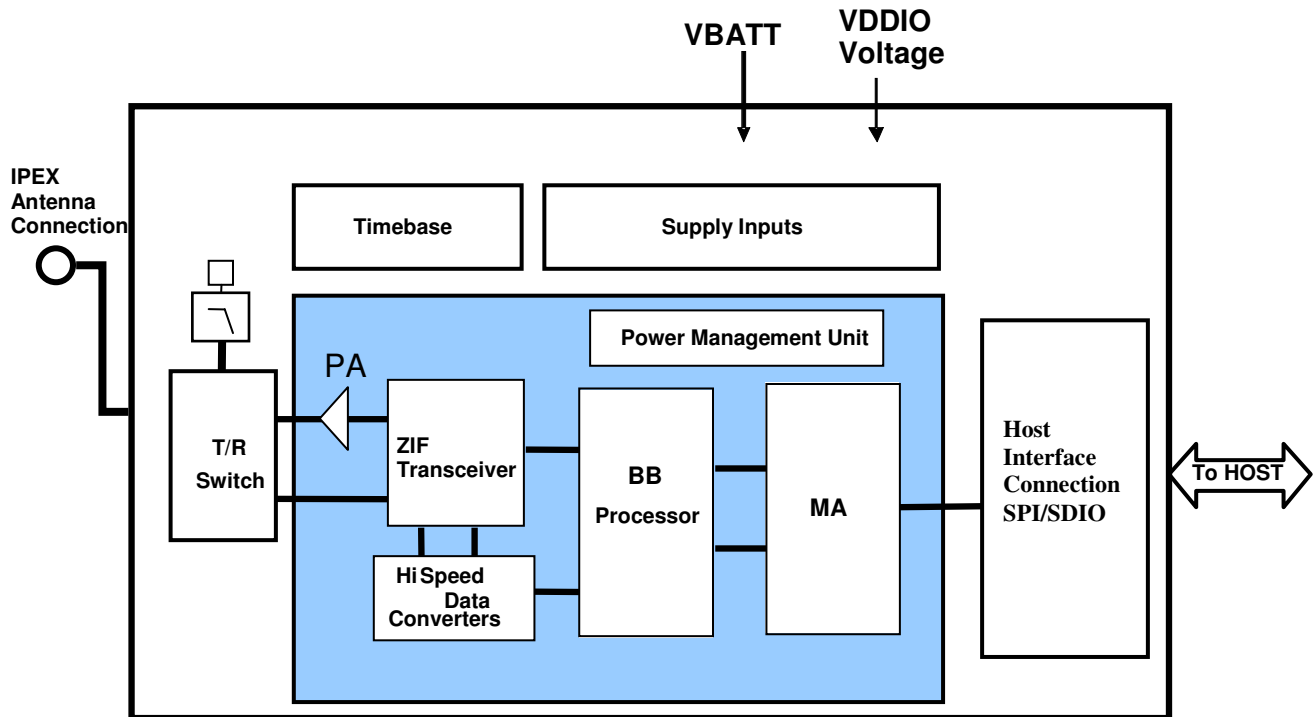 VBATT
VDDIO
Voltage
IPEX
Antenna
Connection
Timebase
Supply Inputs
Power Management Unit
PA
T/R
Switch
ZIF
Transceiver
BB
Processor
MA
Hi Speed
Data
Converters
Host
Interface
Connection
SPI/SDIO
To HOST